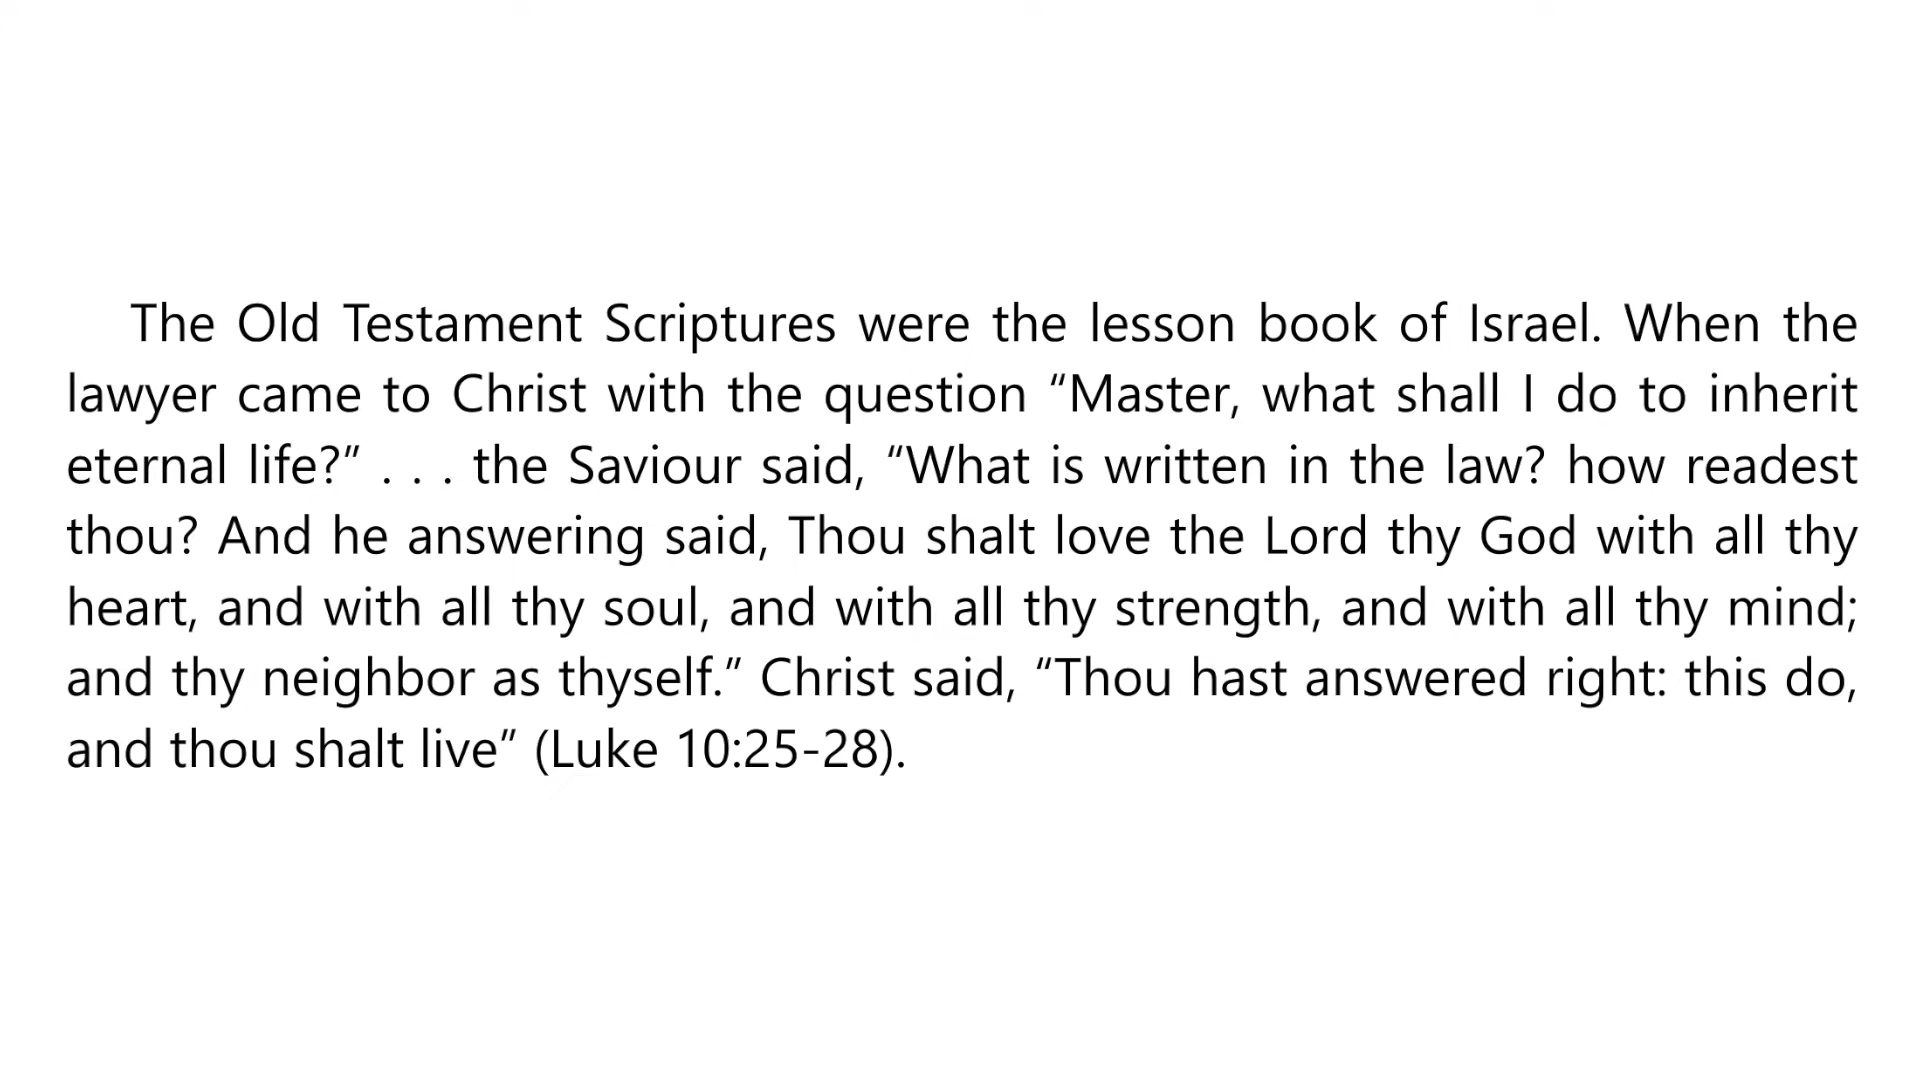 The Old Testament Scriptures were the lesson book of Israel. When the
lawyer came to Christ with the question “Master, what shall I do to inherit
eternal life?” . . . the Saviour said, “What is written in the law? how readest
thou? And he answering said, Thou shalt love the Lord thy God with all thy
heart, and with all thy soul, and with all thy strength, and with all thy mind;
and thy neighbor as thyself.” Christ said, “Thou hast answered right: this do,
and thou shalt live” (Luke 10:25-28).